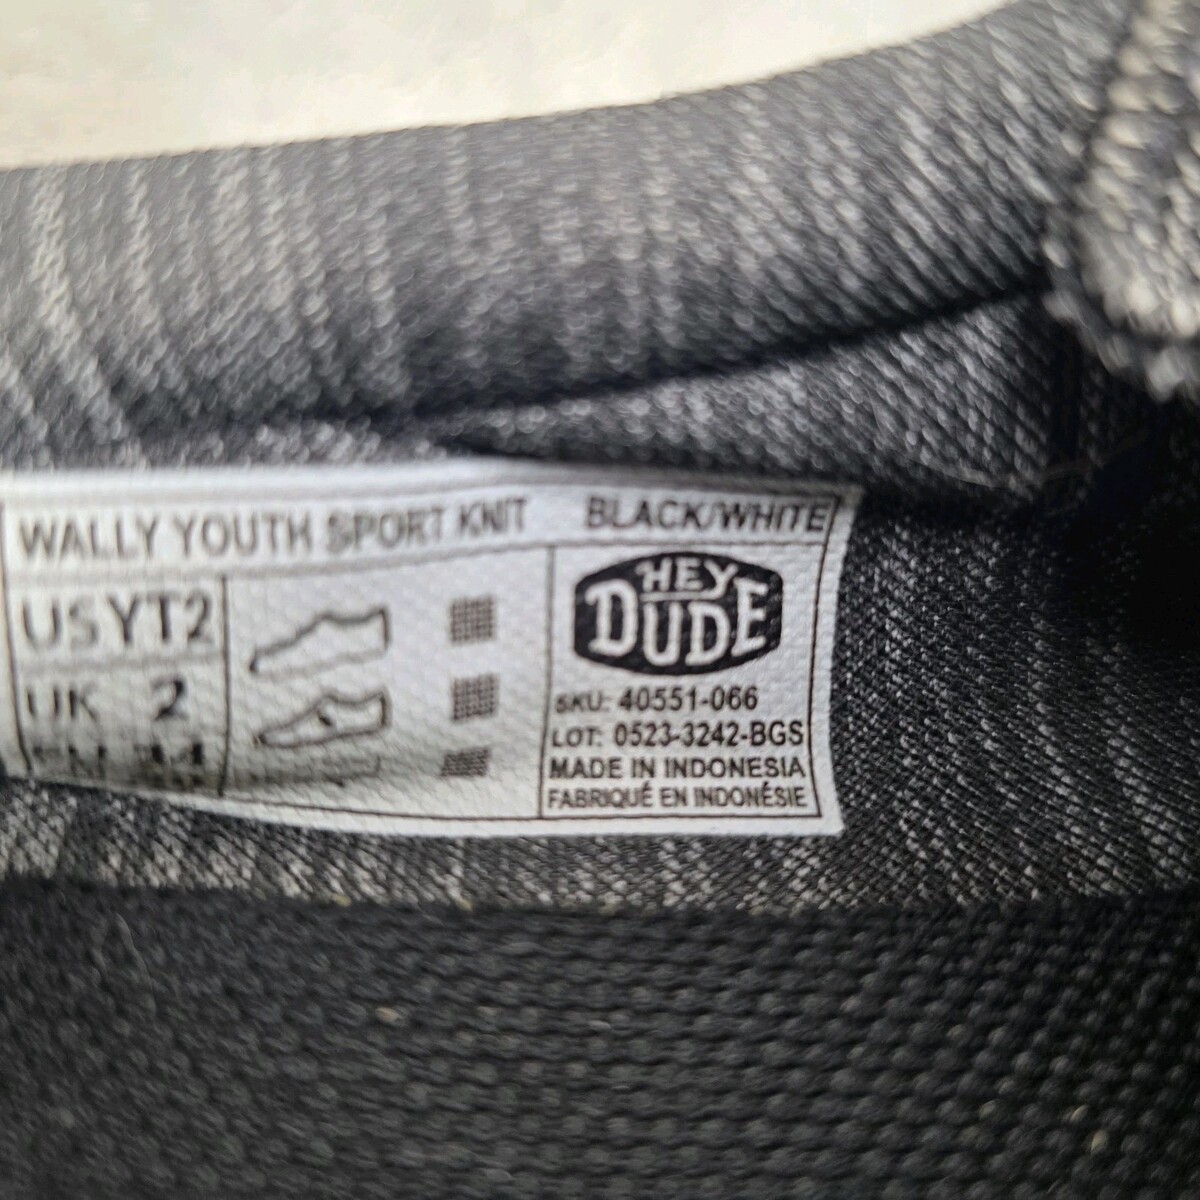 WALLY YOUTH SPORT KNIT BLACK/WHITE
US YT2
UK 2
HEY
DUDE
SKU: 40551-066
LOT: 0523-3242-BGS
MADE IN INDONESIA
FABRIQUÉ EN INDONÉSIE